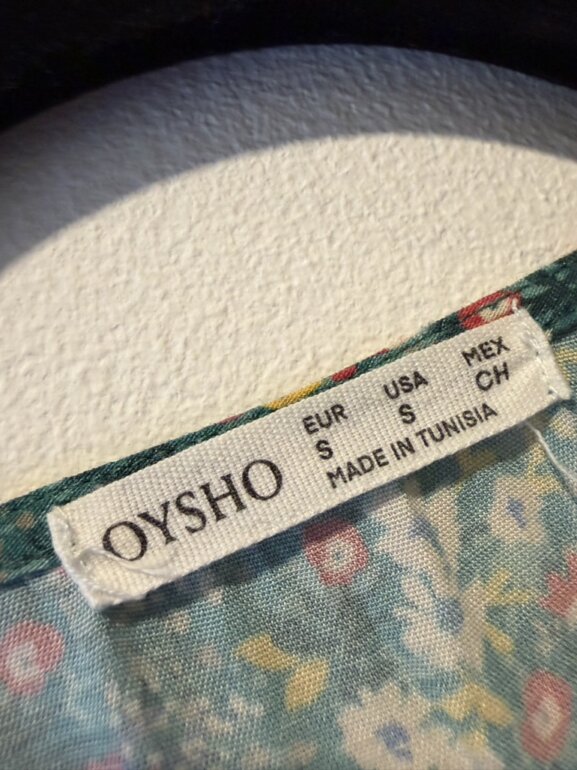 OYSHO
EUR USA MEX
S S CH
MADE IN TUNISIA